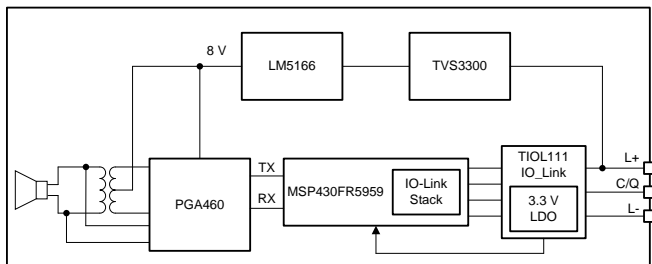 8 V
LM5166
TVS3300
TIOL111
IO_Link
L+
TX
MSP430FR5959
IO-Link
Stack
C/Q
PGA460
RX
3.3 V
LDO
L-